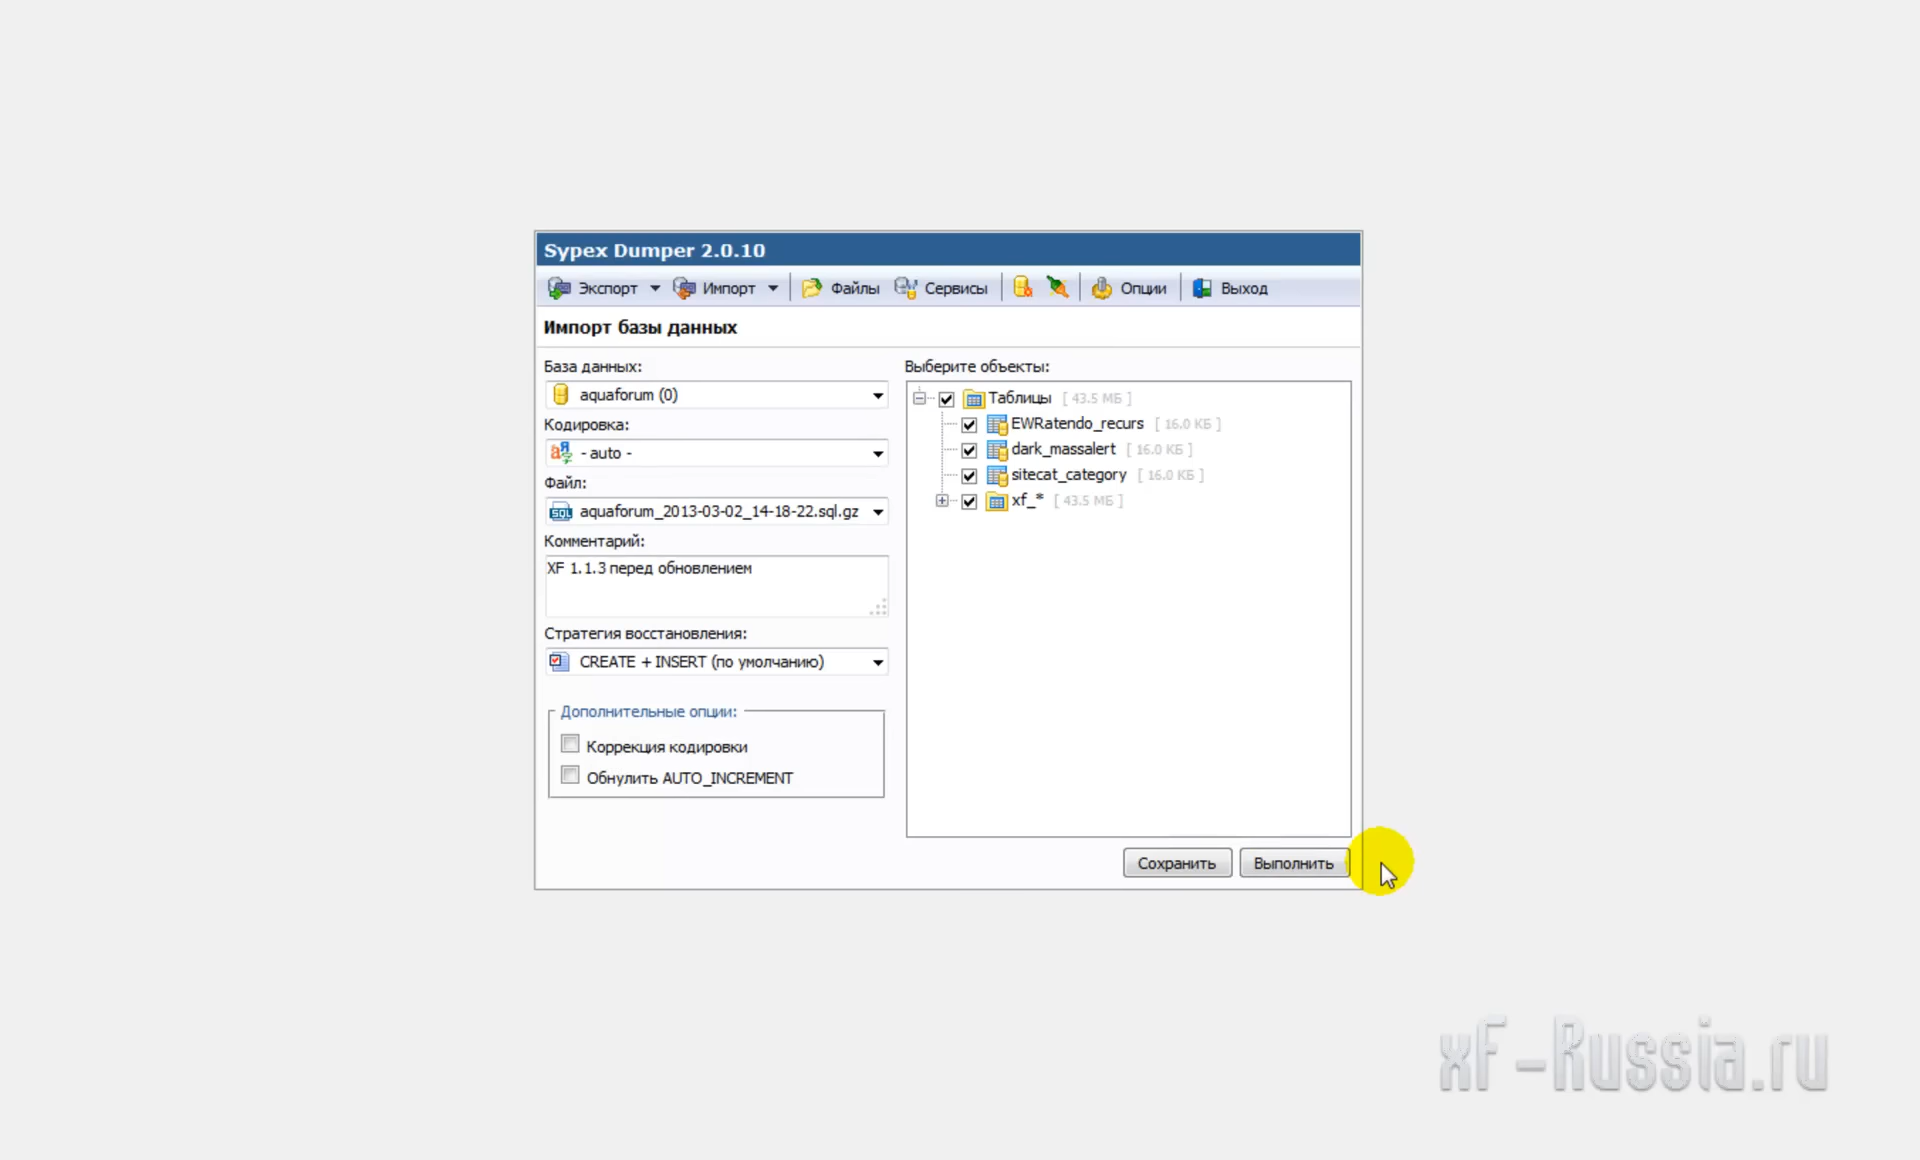 Sypex Dumper 2.0.10
Экспорт Импорт Файлы Сервисы Опции Выход
Импорт базы данных
База данных:
aquaforum (0)
Кодировка:
- auto -
Файл:
aquaforum_2013-03-02_14-18-22.sql.gz
Комментарий:
XF 1.1.3 перед обновлением
Стратегия восстановления:
CREATE + INSERT (по умолчанию)
Дополнительные опции:
Коррекция кодировки
Обнулить AUTO_INCREMENT
Выберите объекты:
Таблицы [ 43.5 МБ ]
EWRatendo_recurs [ 16.0 КБ ]
dark_massalert [ 16.0 КБ ]
sitecat_category [ 16.0 КБ ]
xf_* [ 43.5 МБ ]
Сохранить Выполнить
xF-Russia.ru